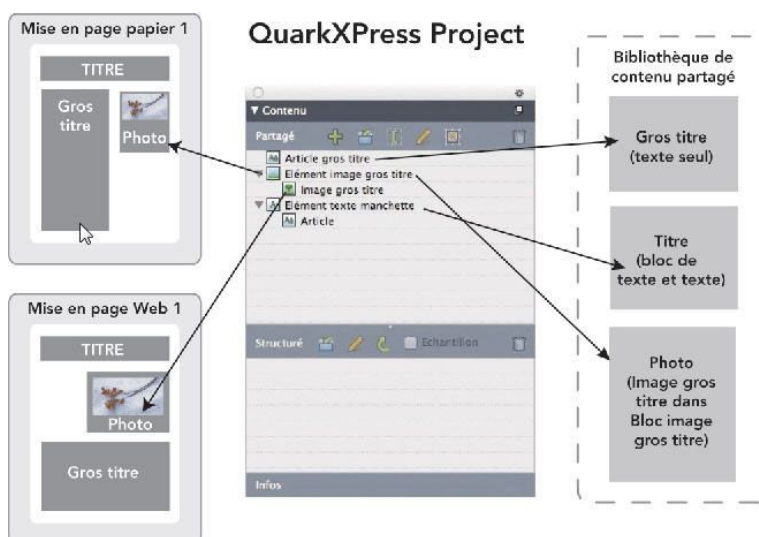 Mise en page papier 1
TITRE
Gros
titre
Photo
QuarkXPress Project
Contenu
Partagé
Article gros titre
Elément image gros titre
Image gros titre
Elément texte manchette
Article
Structuré
Echantillon
Infos
Bibliothèque de
contenu partagé
Gros titre
(texte seul)
Titre
(bloc de
texte et texte)
Photo
(Image gros
titre dans
Bloc image
gros titre)
Mise en page Web 1
TITRE
Photo
Gros titre